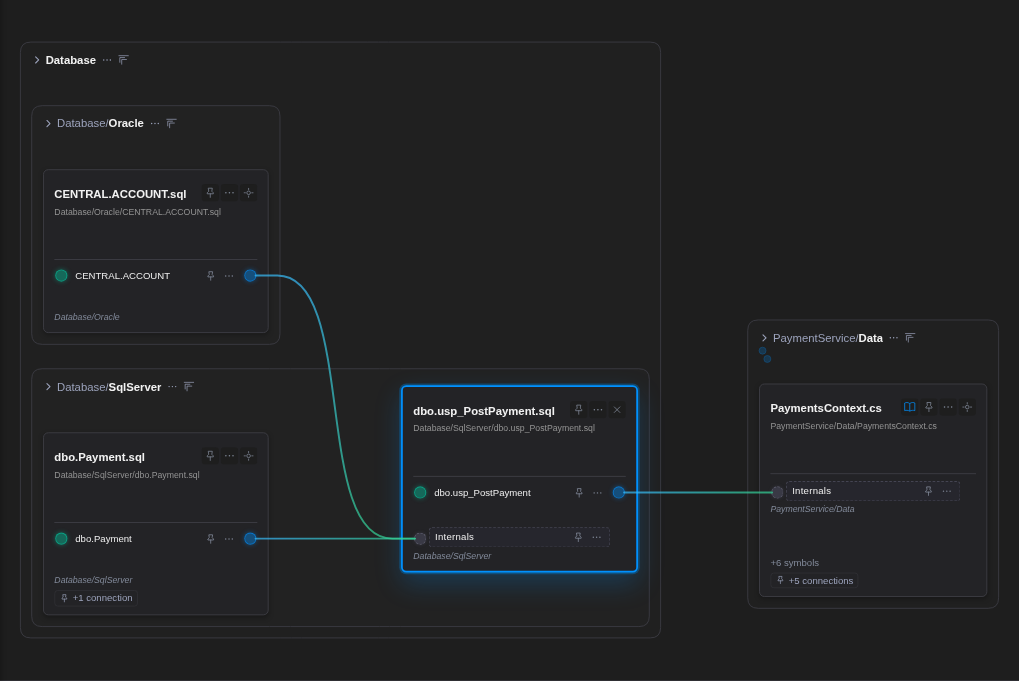 Database
Database/Oracle
CENTRAL.ACCOUNT.sql
Database/Oracle/CENTRAL.ACCOUNT.sql
CENTRAL.ACCOUNT
Database/Oracle
Database/SqlServer
dbo.Payment.sql
Database/SqlServer/dbo.Payment.sql
dbo.Payment
Database/SqlServer
+1 connection
dbo.usp_PostPayment.sql
Database/SqlServer/dbo.usp_PostPayment.sql
dbo.usp_PostPayment
Internals
Database/SqlServer
PaymentService/Data
PaymentsContext.cs
PaymentService/Data/PaymentsContext.cs
Internals
PaymentService/Data
+6 symbols
+5 connections